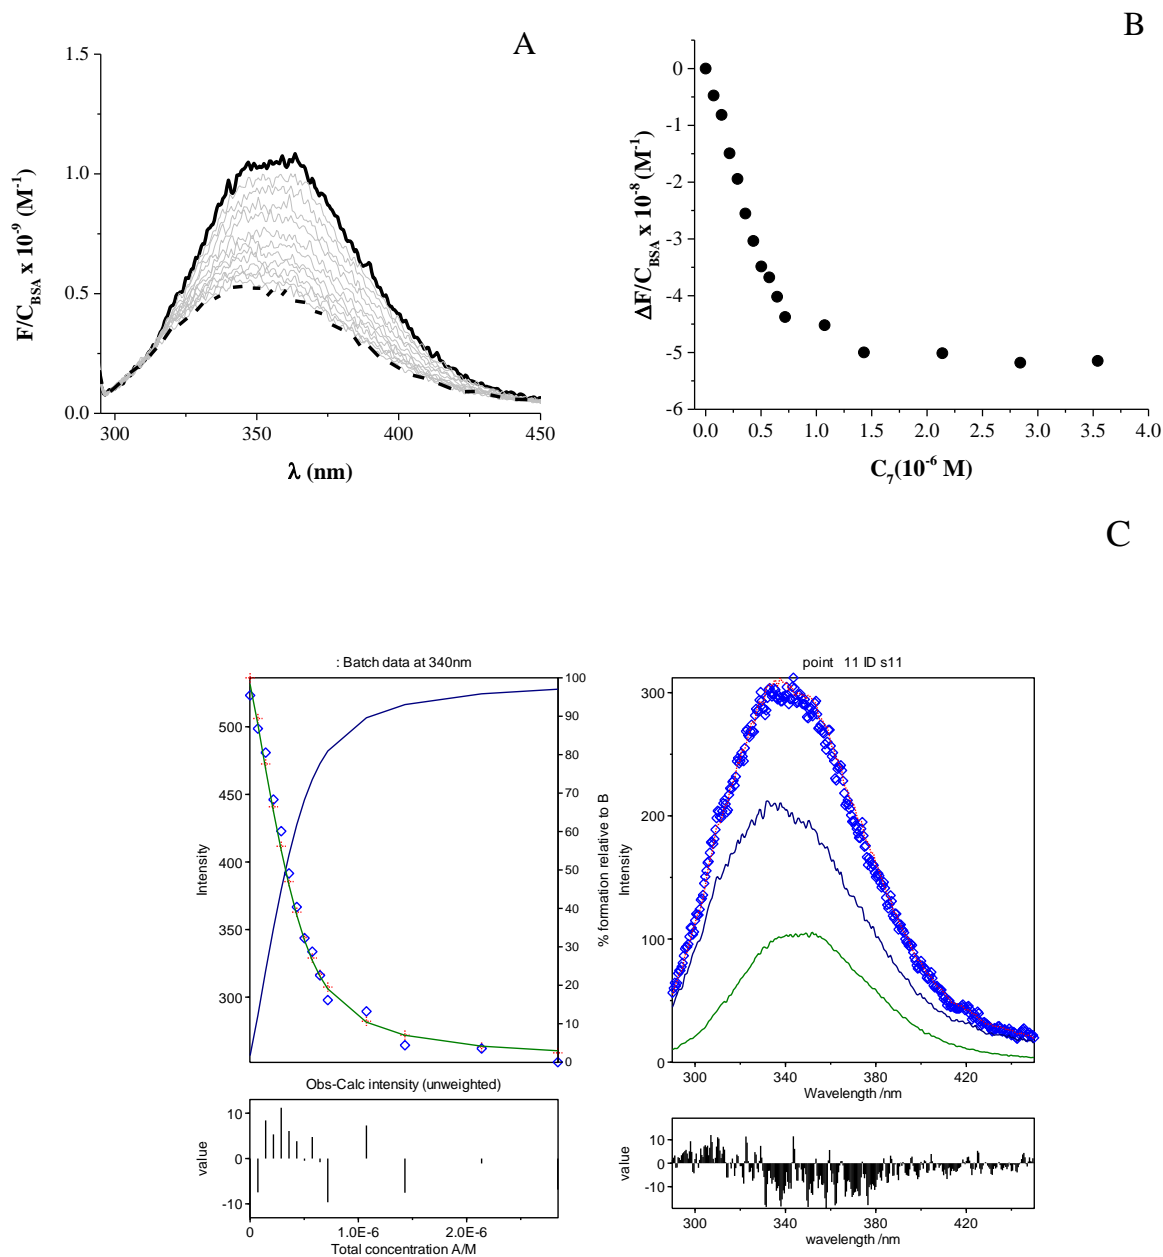 A
1.5
1.0
0.5
0.0
F/C_BSA x 10^-9 (M^-1)
300
350
400
450
λ (nm)
B
0
-1
-2
-3
-4
-5
-6
ΔF/C_BSA x 10^-8 (M^-1)
0.0
0.5
1.0
1.5
2.0
2.5
3.0
3.5
4.0
C_7(10^-6 M)
C
: Batch data at 340nm
500
450
400
350
300
Intensity
100
90
80
70
60
50
40
30
20
10
0
% formation relative to B
Obs-Calc intensity (unweighted)
10
0
-10
value
0
1.0E-6
2.0E-6
Total concentration A/M
point 11 ID s11
300
200
100
0
Intensity
300
340
380
420
Wavelength /nm
10
0
-10
value
300
340
380
420
wavelength /nm